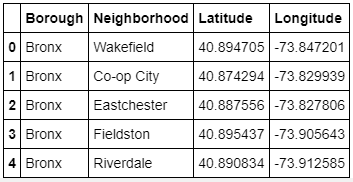 Borough Neighborhood Latitude Longitude
0 Bronx Wakefield 40.894705 -73.847201
1 Bronx Co-op City 40.874294 -73.829939
2 Bronx Eastchester 40.887556 -73.827806
3 Bronx Fieldston 40.895437 -73.905643
4 Bronx Riverdale 40.890834 -73.912585